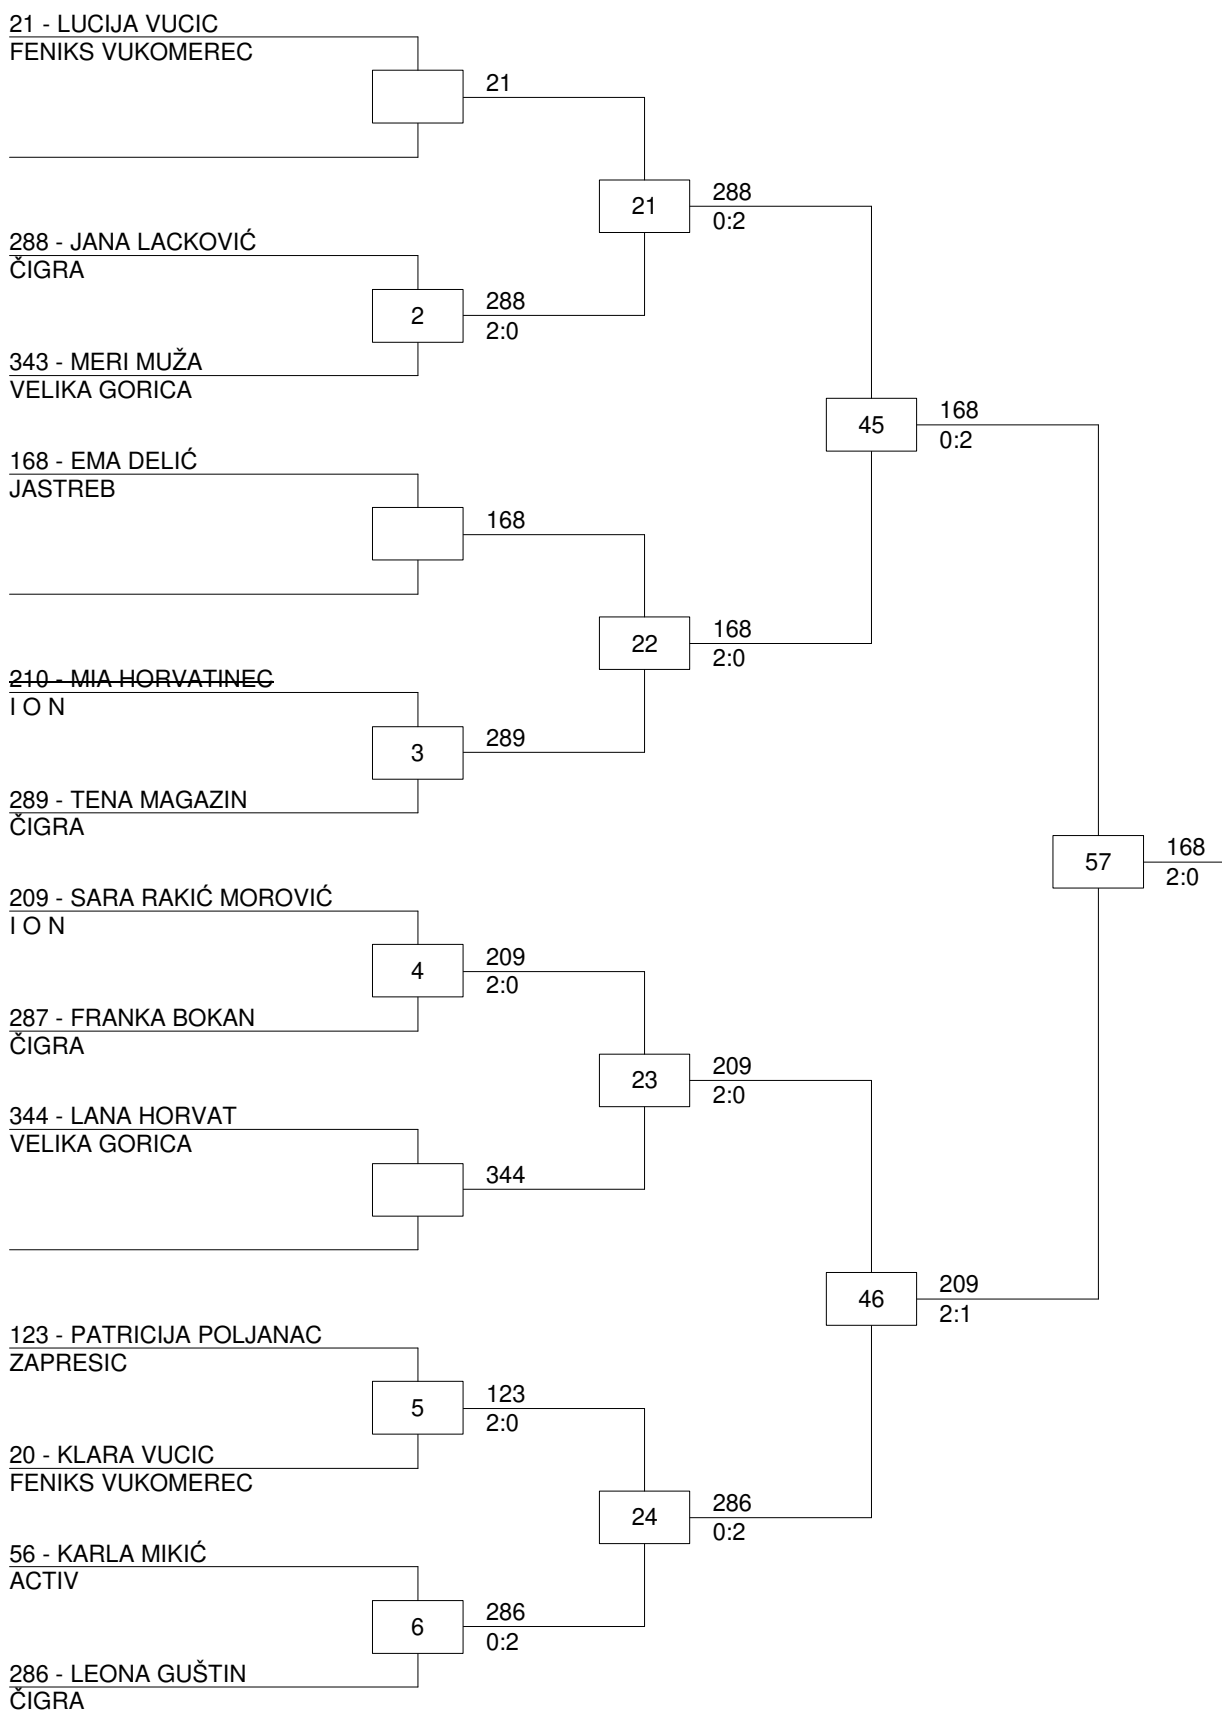 21 - LUCIJA VUCIC
FENIKS VUKOMEREC
21
21
288
0:2
288 - JANA LACKOVIĆ
ČIGRA
2
288
2:0
343 - MERI MUŽA
VELIKA GORICA
45
168
0:2
168 - EMA DELIĆ
JASTREB
168
22
168
2:0
210 - MIA HORVATINEC
I O N
3
289
289 - TENA MAGAZIN
ČIGRA
57
168
2:0
209 - SARA RAKIĆ MOROVIĆ
I O N
4
209
2:0
287 - FRANKA BOKAN
ČIGRA
23
209
2:0
344 - LANA HORVAT
VELIKA GORICA
344
46
209
2:1
123 - PATRICIJA POLJANAC
ZAPRESIC
5
123
2:0
20 - KLARA VUCIC
FENIKS VUKOMEREC
24
286
0:2
56 - KARLA MIKIĆ
ACTIV
6
286
0:2
286 - LEONA GUŠTIN
ČIGRA